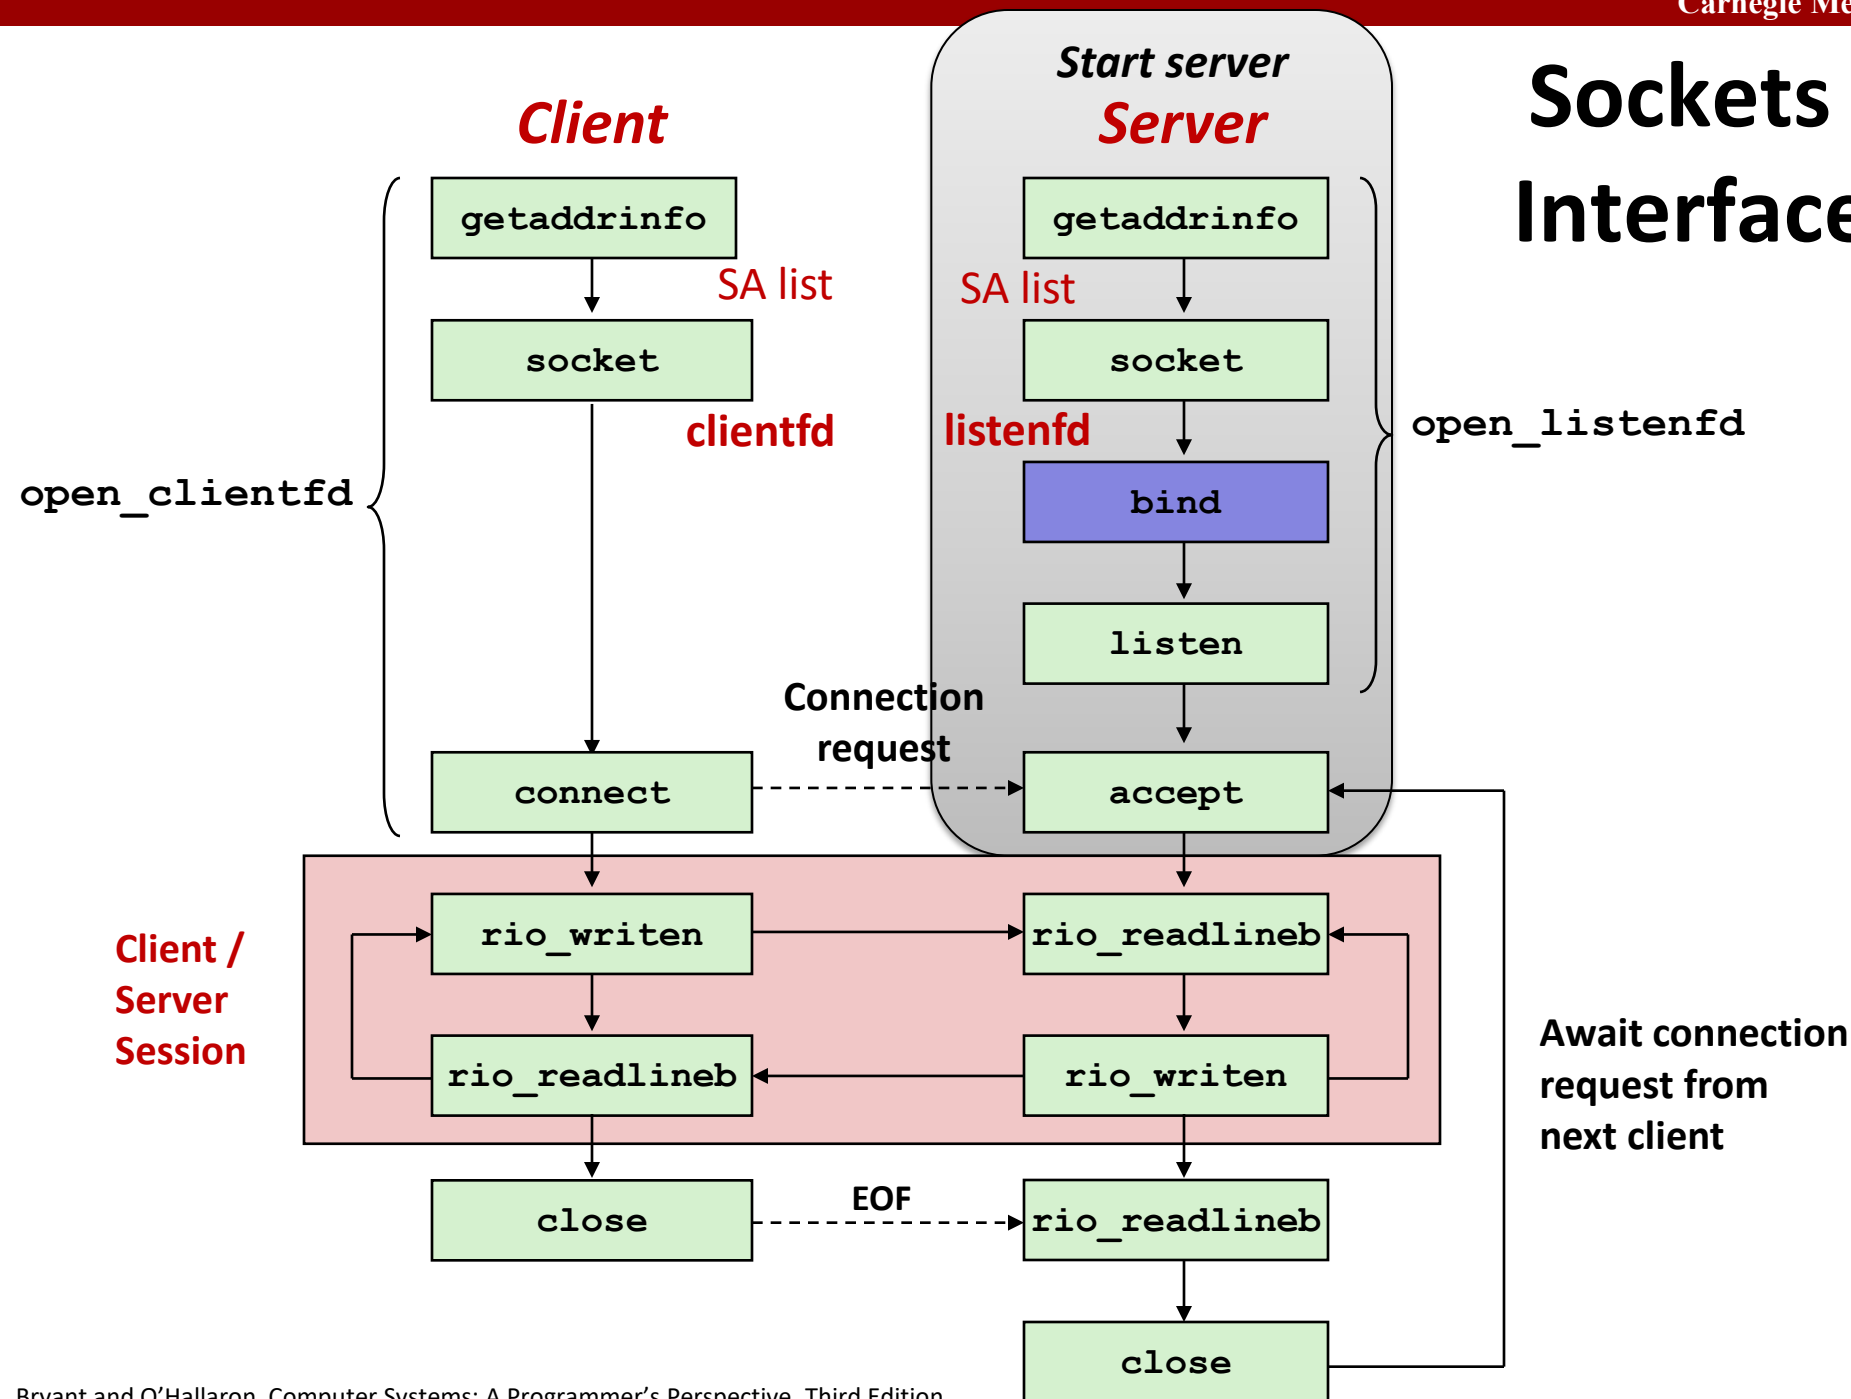 Carnegie Me
Start server
Sockets
Interface
Client
Server
getaddrinfo
getaddrinfo
SA list
SA list
socket
socket
clientfd
listenfd
open_listenfd
open_clientfd
bind
listen
Connection
request
connect
accept
Client /
Server
Session
rio_writen
rio_readlineb
rio_readlineb
rio_writen
Await connection
request from
next client
close
EOF
rio_readlineb
close
Bryant and O'Hallaron, Computer Systems: A Programmer's Perspective, Third Edition